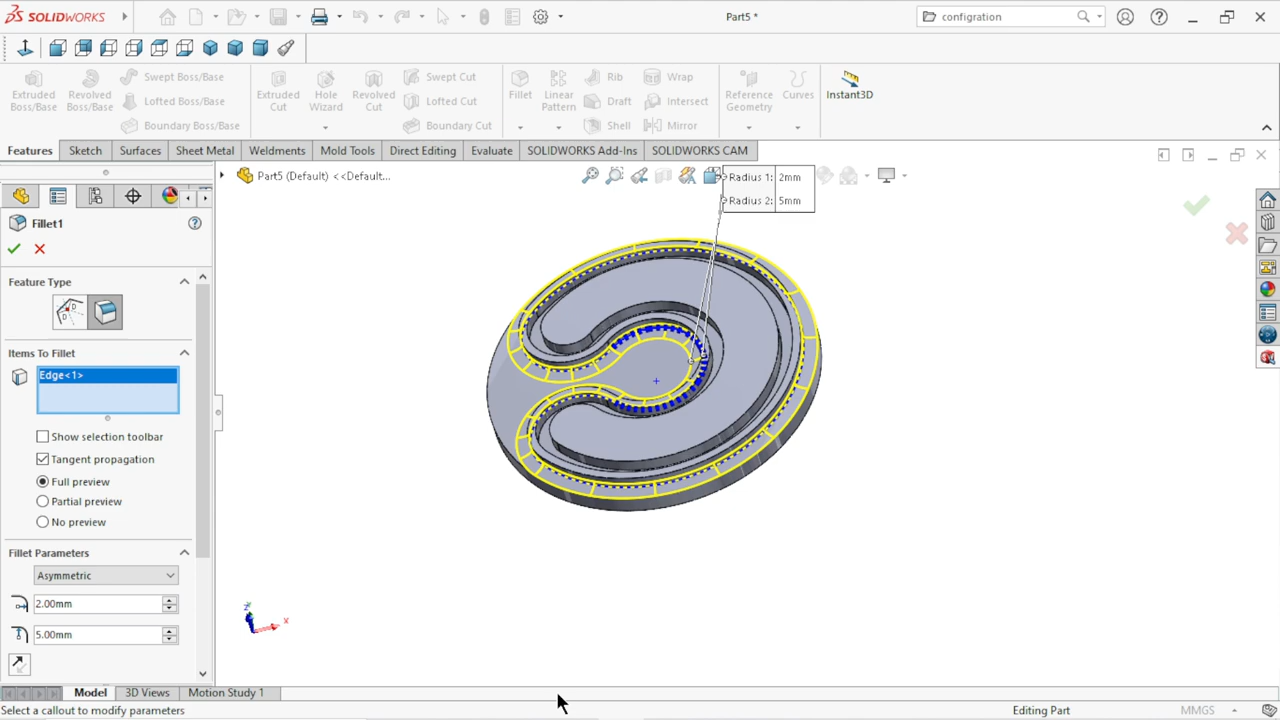 SOLIDWORKS
Part5 *
configration
Extruded Boss/Base
Revolved Boss/Base
Swept Boss/Base
Lofted Boss/Base
Boundary Boss/Base
Extruded Cut
Hole Wizard
Revolved Cut
Swept Cut
Lofted Cut
Boundary Cut
Fillet
Linear Pattern
Rib
Draft
Shell
Wrap
Intersect
Mirror
Reference Geometry
Curves
Instant3D
Features
Sketch
Surfaces
Sheet Metal
Weldments
Mold Tools
Direct Editing
Evaluate
SOLIDWORKS Add-Ins
SOLIDWORKS CAM
Part5 (Default) <<Default...
Radius 1: 2mm
Radius 2: 5mm
Fillet1
Feature Type
Items To Fillet
Edge<1>
Show selection toolbar
Tangent propagation
Full preview
Partial preview
No preview
Fillet Parameters
Asymmetric
2.00mm
5.00mm
z
x
Model
3D Views
Motion Study 1
Select a callout to modify parameters
Editing Part
MMGS